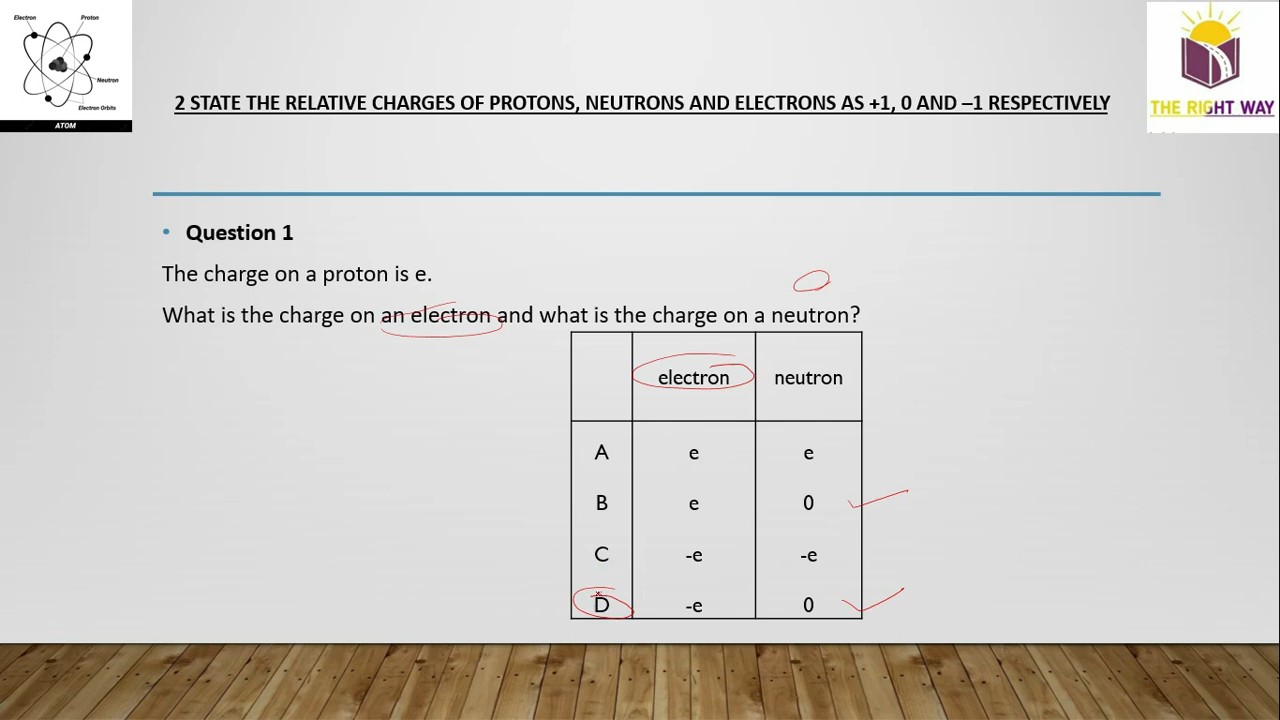 Electron
Proton
Neutron
Electron Orbits
ATOM
THE RIGHT WAY
2 STATE THE RELATIVE CHARGES OF PROTONS, NEUTRONS AND ELECTRONS AS +1, 0 AND –1 RESPECTIVELY
• Question 1
The charge on a proton is e.
What is the charge on an electron and what is the charge on a neutron?
electron neutron
A e e
B e 0
C -e -e
D -e 0